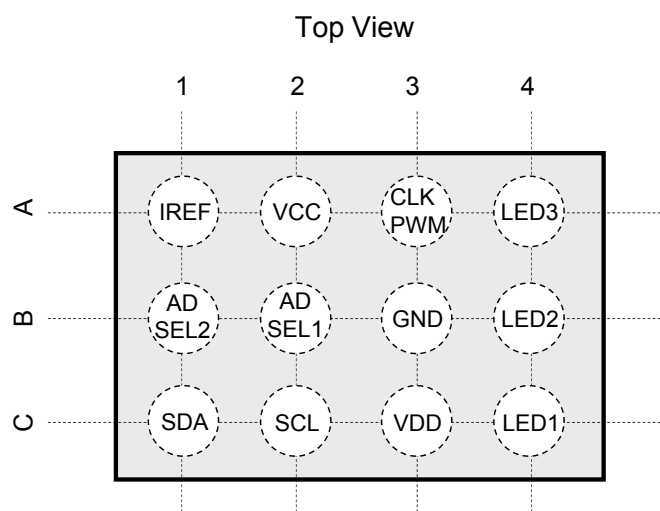 Top View
1 2 3 4
A
IREF VCC CLK PWM LED3
B
AD SEL2 AD SEL1 GND LED2
C
SDA SCL VDD LED1